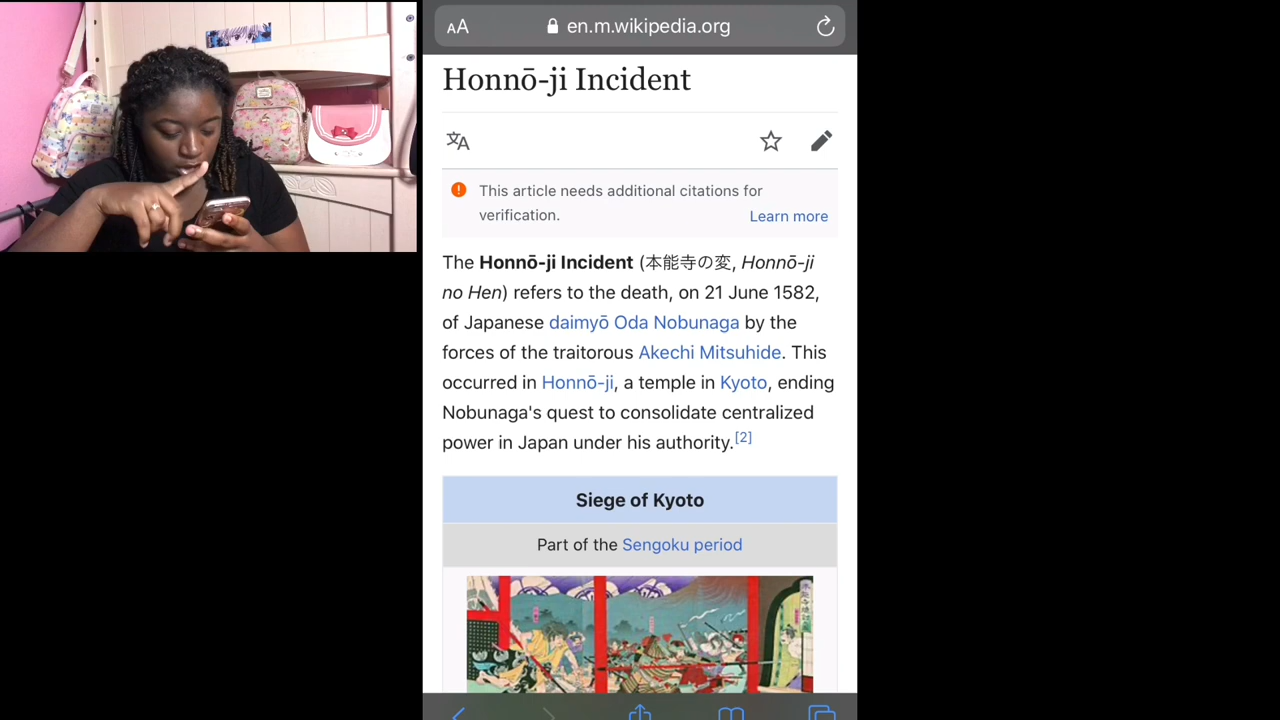 AA
en.m.wikipedia.org
Honnō-ji Incident
This article needs additional citations for
verification.
Learn more
The Honnō-ji Incident (本能寺の変, Honnō-ji
no Hen) refers to the death, on 21 June 1582,
of Japanese daimyō Oda Nobunaga by the
forces of the traitorous Akechi Mitsuhide. This
occurred in Honnō-ji, a temple in Kyoto, ending
Nobunaga's quest to consolidate centralized
power in Japan under his authority.[2]
Siege of Kyoto
Part of the Sengoku period